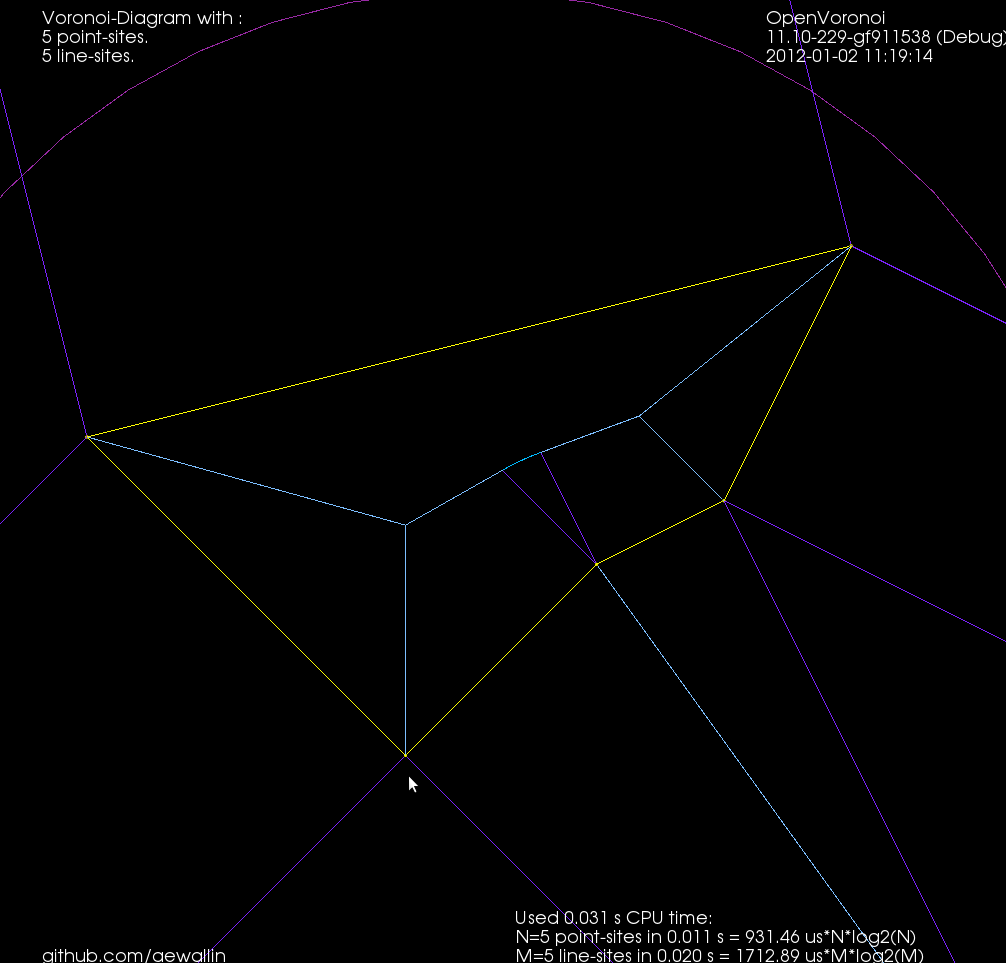 Voronoi-Diagram with :
5 point-sites.
5 line-sites.
OpenVoronoi
11.10-229-gf911538 (Debug)
2012-01-02 11:19:14
Used 0.031 s CPU time:
N=5 point-sites in 0.011 s = 931.46 us*N*log2(N)
M=5 line-sites in 0.020 s = 1712.89 us*M*log2(M)
github.com/aewallin